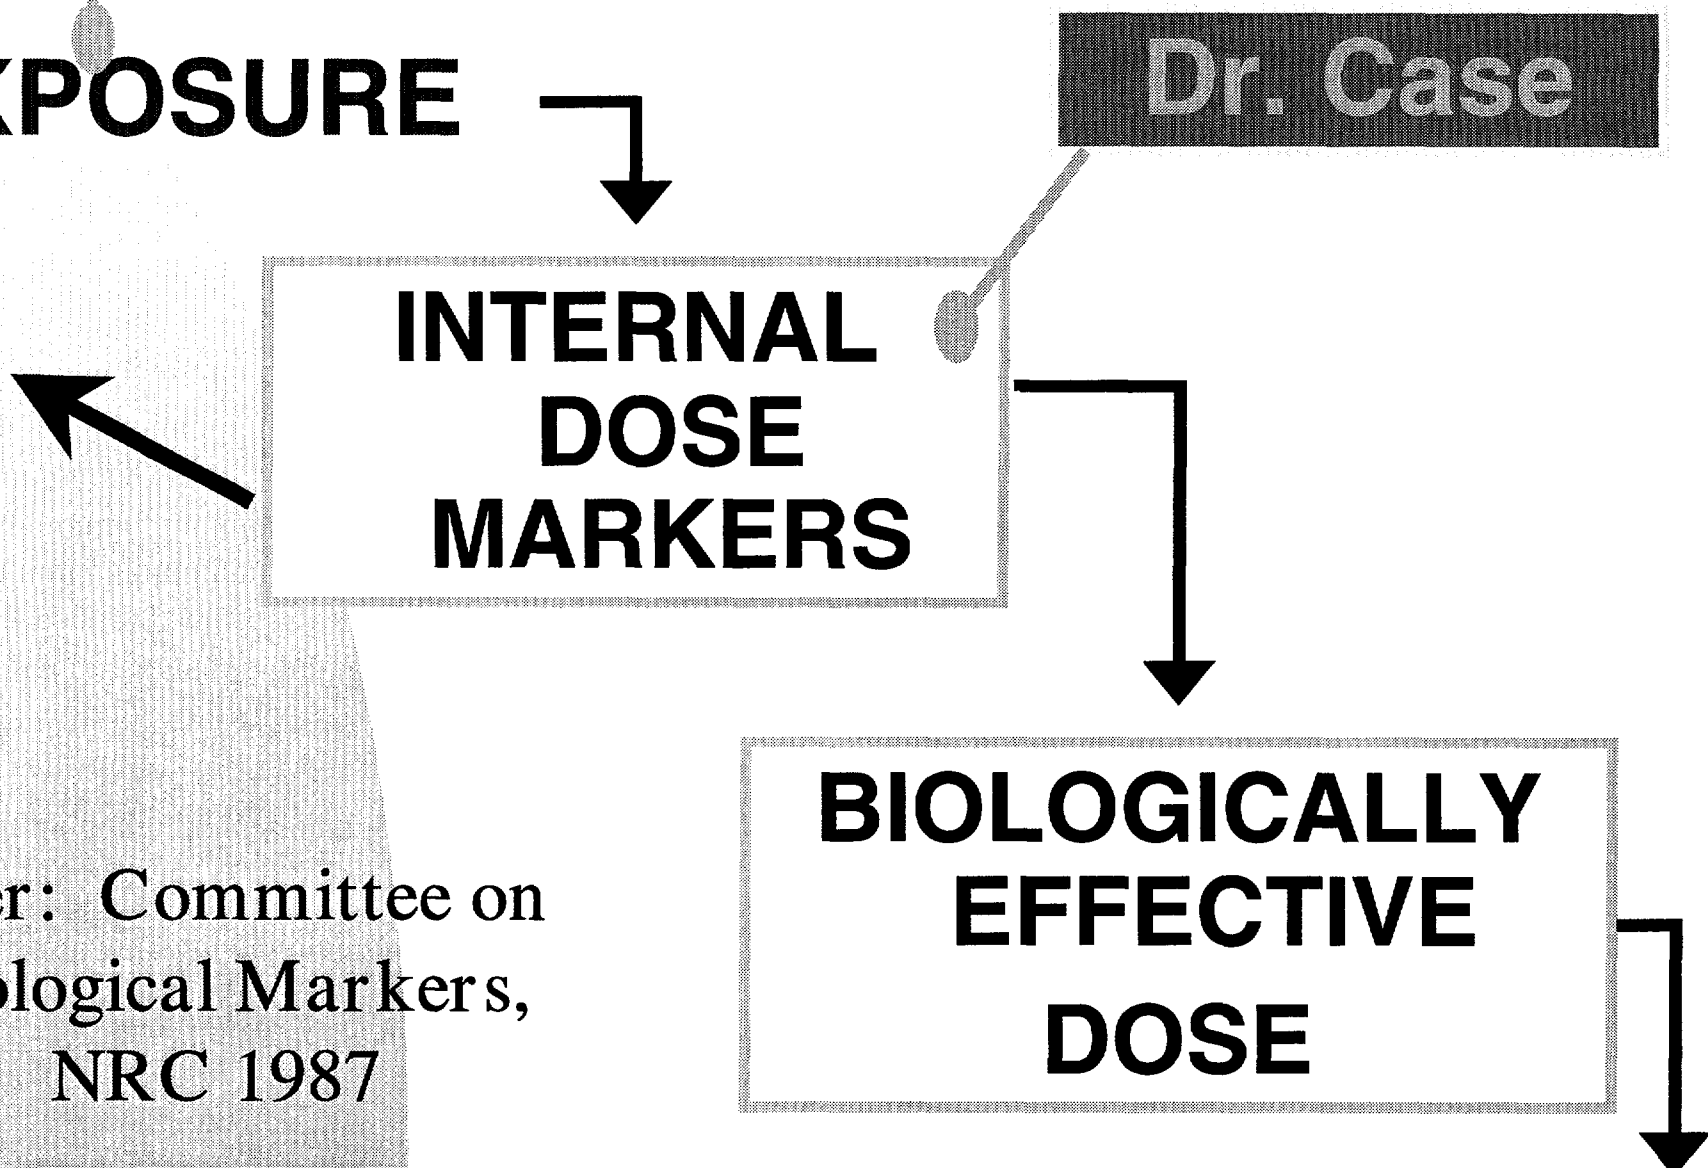 XPOSURE
Dr. Case
INTERNAL
DOSE
MARKERS
BIOLOGICALLY
EFFECTIVE
DOSE
er: Committee on
ological Markers,
NRC 1987